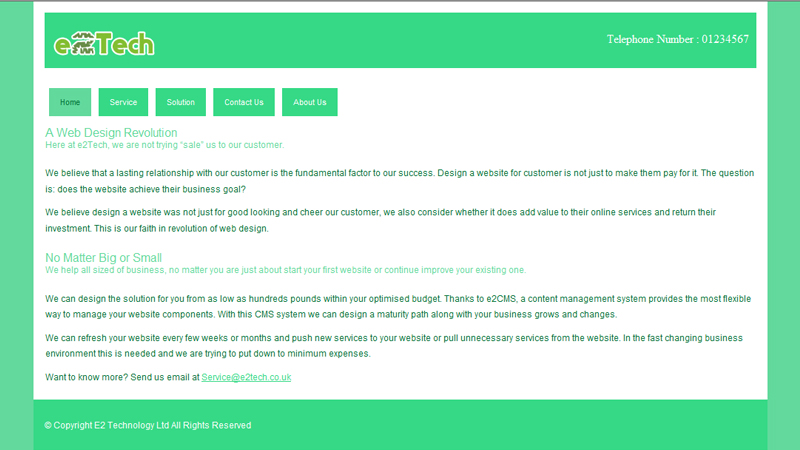 e2Tech
Telephone Number : 01234567
Home Service Solution Contact Us About Us
A Web Design Revolution
Here at e2Tech, we are not trying “sale” us to our customer.
We believe that a lasting relationship with our customer is the fundamental factor to our success. Design a website for customer is not just to make them pay for it. The question
is: does the website achieve their business goal?
We believe design a website was not just for good looking and cheer our customer, we also consider whether it does add value to their online services and return their
investment. This is our faith in revolution of web design.
No Matter Big or Small
We help all sized of business, no matter you are just about start your first website or continue improve your existing one.
We can design the solution for you from as low as hundreds pounds within your optimised budget. Thanks to e2CMS, a content management system provides the most flexible
way to manage your website components. With this CMS system we can design a maturity path along with your business grows and changes.
We can refresh your website every few weeks or months and push new services to your website or pull unnecessary services from the website. In the fast changing business
environment this is needed and we are trying to put down to minimum expenses.
Want to know more? Send us email at Service@e2tech.co.uk
© Copyright E2 Technology Ltd All Rights Reserved